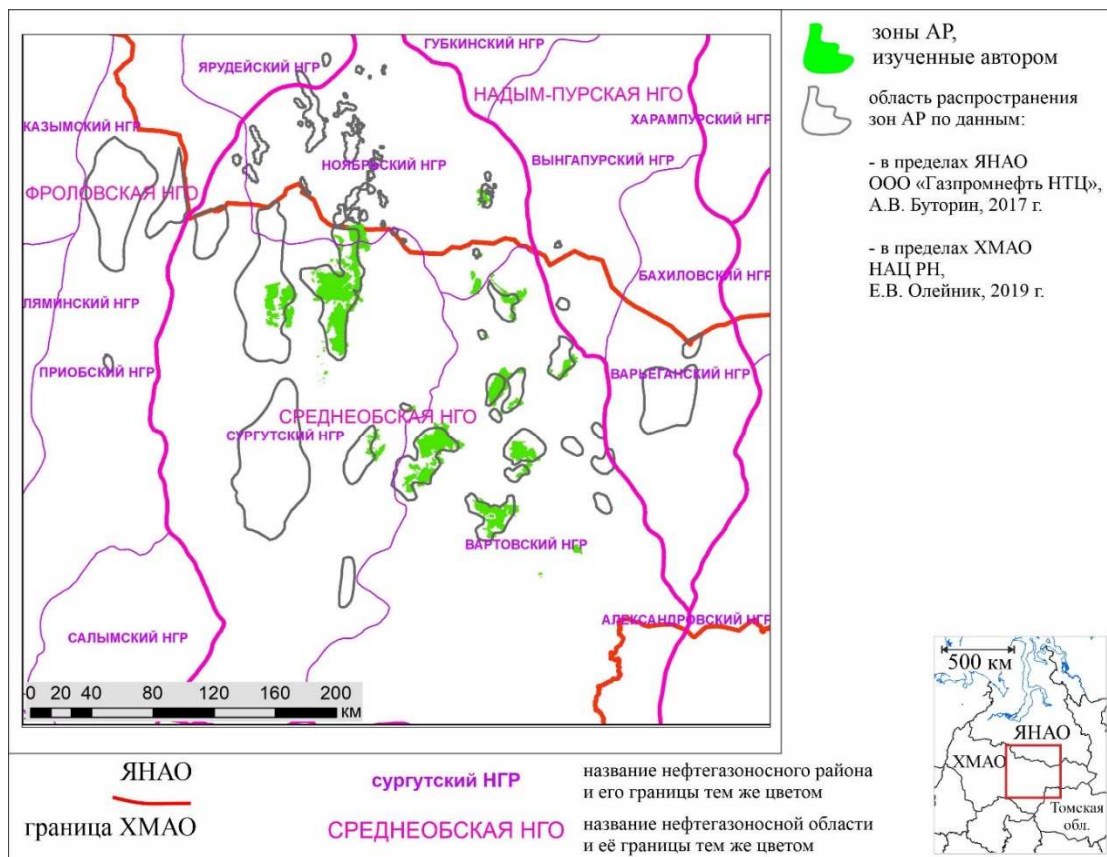 ГУБКИНСКИЙ НГР
ЯРУДЕЙСКИЙ НГР
НАДЫМ-ПУРСКАЯ НГО
КАЗЫМСКИЙ НГР
ХАРАМПУРСКИЙ НГР
НОЯБРЬСКИЙ НГР
ВЫНГАПУРСКИЙ НГР
ФРОЛОВСКАЯ НГО
БАХИЛОВСКИЙ НГР
ЛЯМИНСКИЙ НГР
ПРИОБСКИЙ НГР
ВАРЬЕГАНСКИЙ НГР
СРЕДНЕОБСКАЯ НГО
СУРГУТСКИЙ НГР
ВАРТОВСКИЙ НГР
АЛЕКСАНДРОВСКИЙ НГР
САЛЫМСКИЙ НГР
0 20 40 80 120 160 200
КМ
зоны АР,
изученные автором
область распространения
зон АР по данным:
- в пределах ЯНАО
ООО «Газпромнефть НТЦ»,
А.В. Буторин, 2017 г.
- в пределах ХМАО
НАЦ РН,
Е.В. Олейник, 2019 г.
500 км
ЯНАО
ХМАО
Томская
обл.
ЯНАО
граница ХМАО
сургутский НГР
название нефтегазоносного района
и его границы тем же цветом
СРЕДНЕОБСКАЯ НГО
название нефтегазоносной области
и её границы тем же цветом